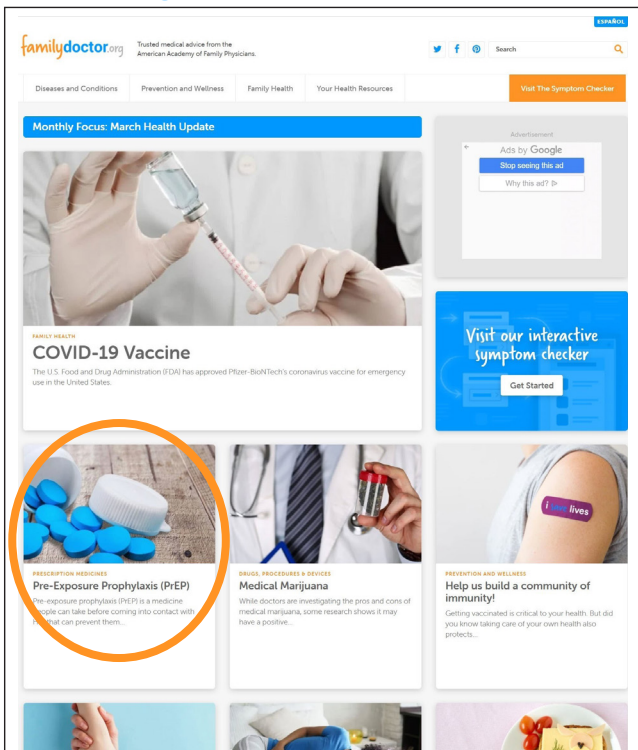 ESPAÑOL
familydoctor.org
Trusted medical advice from the
American Academy of Family Physicians.
Search
Diseases and Conditions
Prevention and Wellness
Family Health
Your Health Resources
Visit The Symptom Checker
Monthly Focus: March Health Update
Advertisement
Ads by Google
Stop seeing this ad
Why this ad?
FAMILY HEALTH
COVID-19 Vaccine
The U.S. Food and Drug Administration (FDA) has approved Pfizer-BioNTech's coronavirus vaccine for emergency
use in the United States.
Visit our interactive
symptom checker
Get Started
PRESCRIPTION MEDICINES
Pre-Exposure Prophylaxis (PrEP)
Pre-exposure prophylaxis (PrEP) is a medicine
people can take before coming into contact with
that can prevent them...
DRUGS, PROCEDURES & DEVICES
Medical Marijuana
While doctors are investigating the pros and cons of
medical marijuana, some research shows it may
have a positive...
i lives
PREVENTION AND WELLNESS
Help us build a community of
immunity!
Getting vaccinated is critical to your health. But did
you know taking care of your own health also
protects...